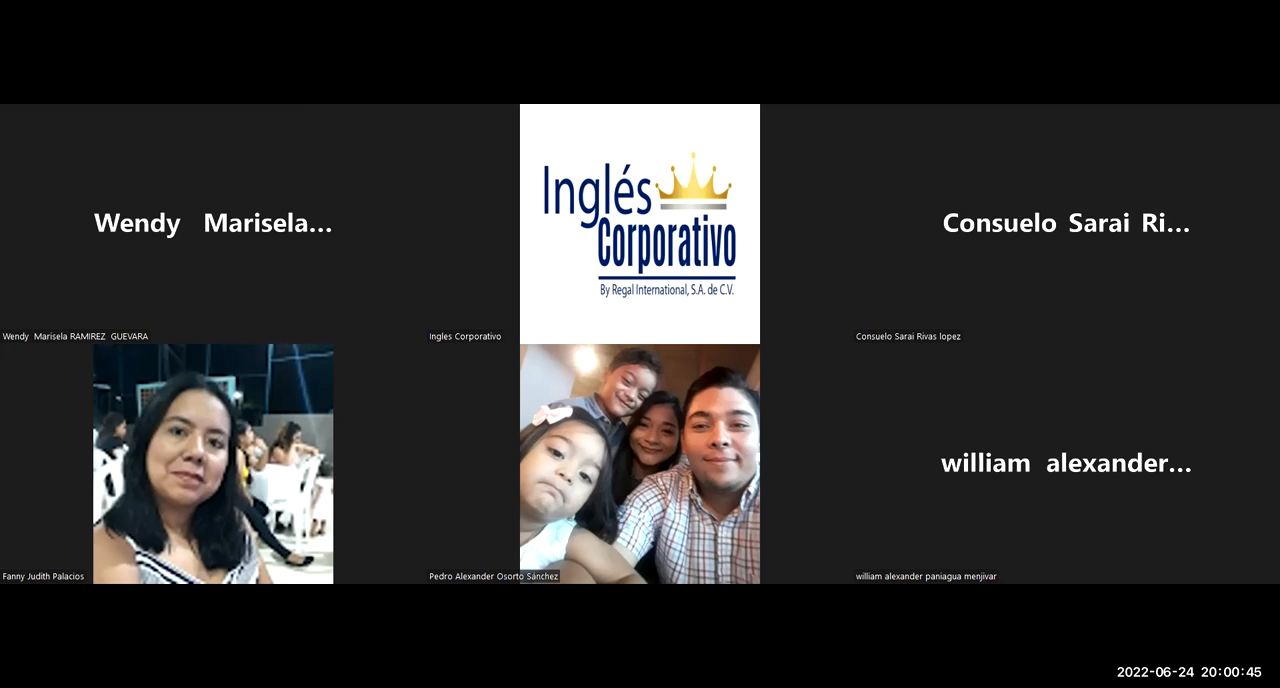 Wendy Marisela...
Inglés
Corporativo
By Regal International, S.A. de C.V.
Consuelo Sarai Ri...
Wendy Marisela RAMIREZ GUEVARA
Ingles Corporativo
Consuelo Sarai Rivas lopez
william alexander...
Fanny Judith Palacios
Pedro Alexander Osorto Sánchez
william alexander paniagua menjivar
2022-06-24 20:00:45